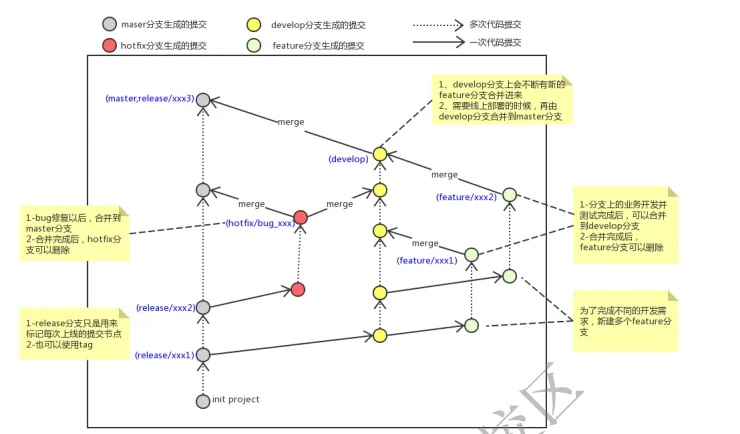 maser分支生成的提交
develop分支生成的提交
多次代码提交
hotfix分支生成的提交
feature分支生成的提交
一次代码提交
1、develop分支上会不断有新的
feature分支合并进来
2、需要线上部署的时候，再由
develop分支合并到master分支
(master,release/xxx3)
merge
(develop)
merge
(feature/xxx2)
merge
merge
1-bug修复以后，合并到
master分支
2-合并完成后，hotfix分
支可以删除
(hotfix/bug_xxx)
1-分支上的业务开发并
测试完成后，可以合并
到develop分支
2-合并完成后，
feature分支可以删除
merge
(feature/xxx1)
(release/xxx2)
1-release分支只是用来
标记每次上线的提交节点
2-也可以使用tag
为了完成不同的开发需
求，新建多个feature分
支
(release/xxx1)
init project